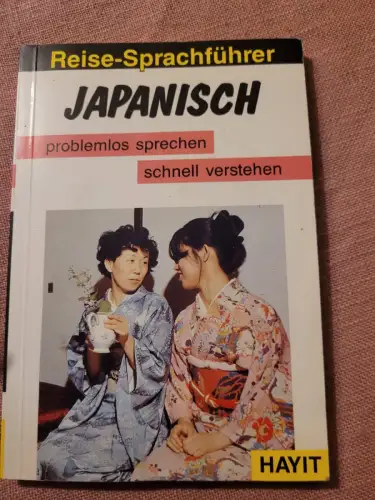 Reise-Sprachführer
JAPANISCH
problemlos sprechen
schnell verstehen
HAYIT